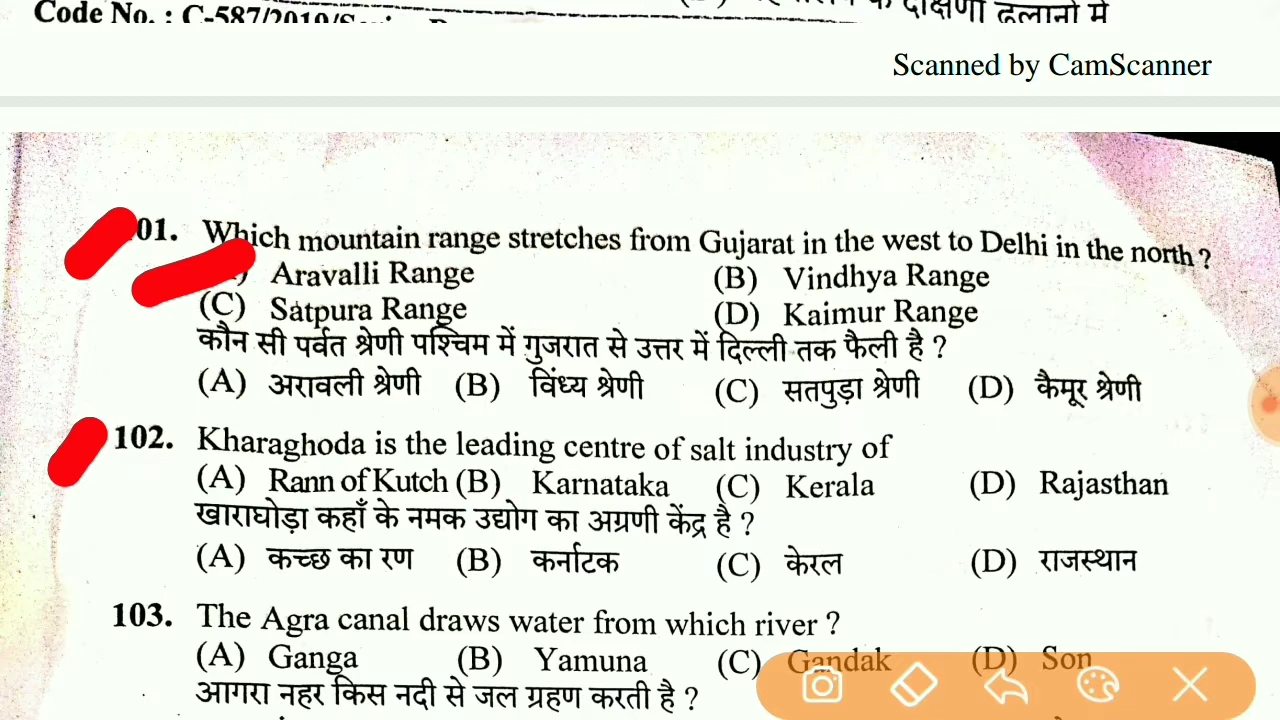 Code No. : C-587/2019/Series
के दक्षिणी ढलानों में
Scanned by CamScanner
01. Which mountain range stretches from Gujarat in the west to Delhi in the north ?
) Aravalli Range (B) Vindhya Range
(C) Satpura Range (D) Kaimur Range
कौन सी पर्वत श्रेणी पश्चिम में गुजरात से उत्तर में दिल्ली तक फैली है ?
(A) अरावली श्रेणी (B) विंध्य श्रेणी (C) सतपुड़ा श्रेणी (D) कैमूर श्रेणी
102. Kharaghoda is the leading centre of salt industry of
(A) Rann of Kutch (B) Karnataka (C) Kerala (D) Rajasthan
खाराघोड़ा कहाँ के नमक उद्योग का अग्रणी केंद्र है ?
(A) कच्छ का रण (B) कर्नाटक (C) केरल (D) राजस्थान
103. The Agra canal draws water from which river ?
(A) Ganga (B) Yamuna (C) Gandak (D) Son
आगरा नहर किस नदी से जल ग्रहण करती है ?